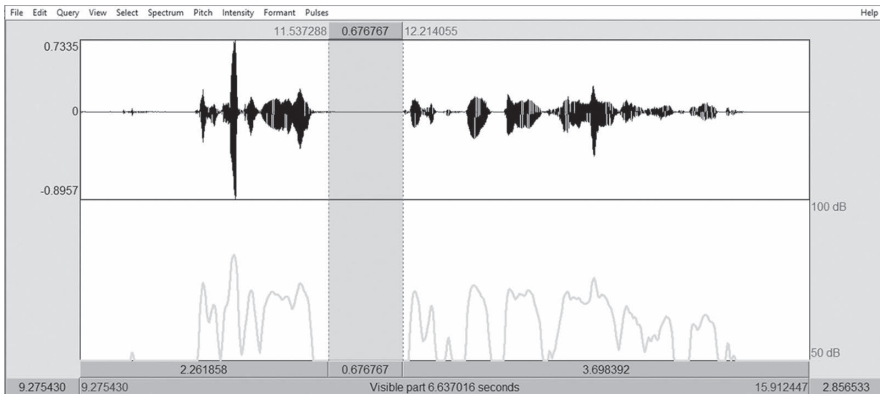 File Edit Query View Select Spectrum Pitch Intensity Formant Pulses Help
11.537288 0.676767 12.214055
0.7335
0
-0.8957
100 dB
50 dB
2.261858 0.676767 3.698392
9.275430 9.275430 Visible part 6.637016 seconds 15.912447 2.856533